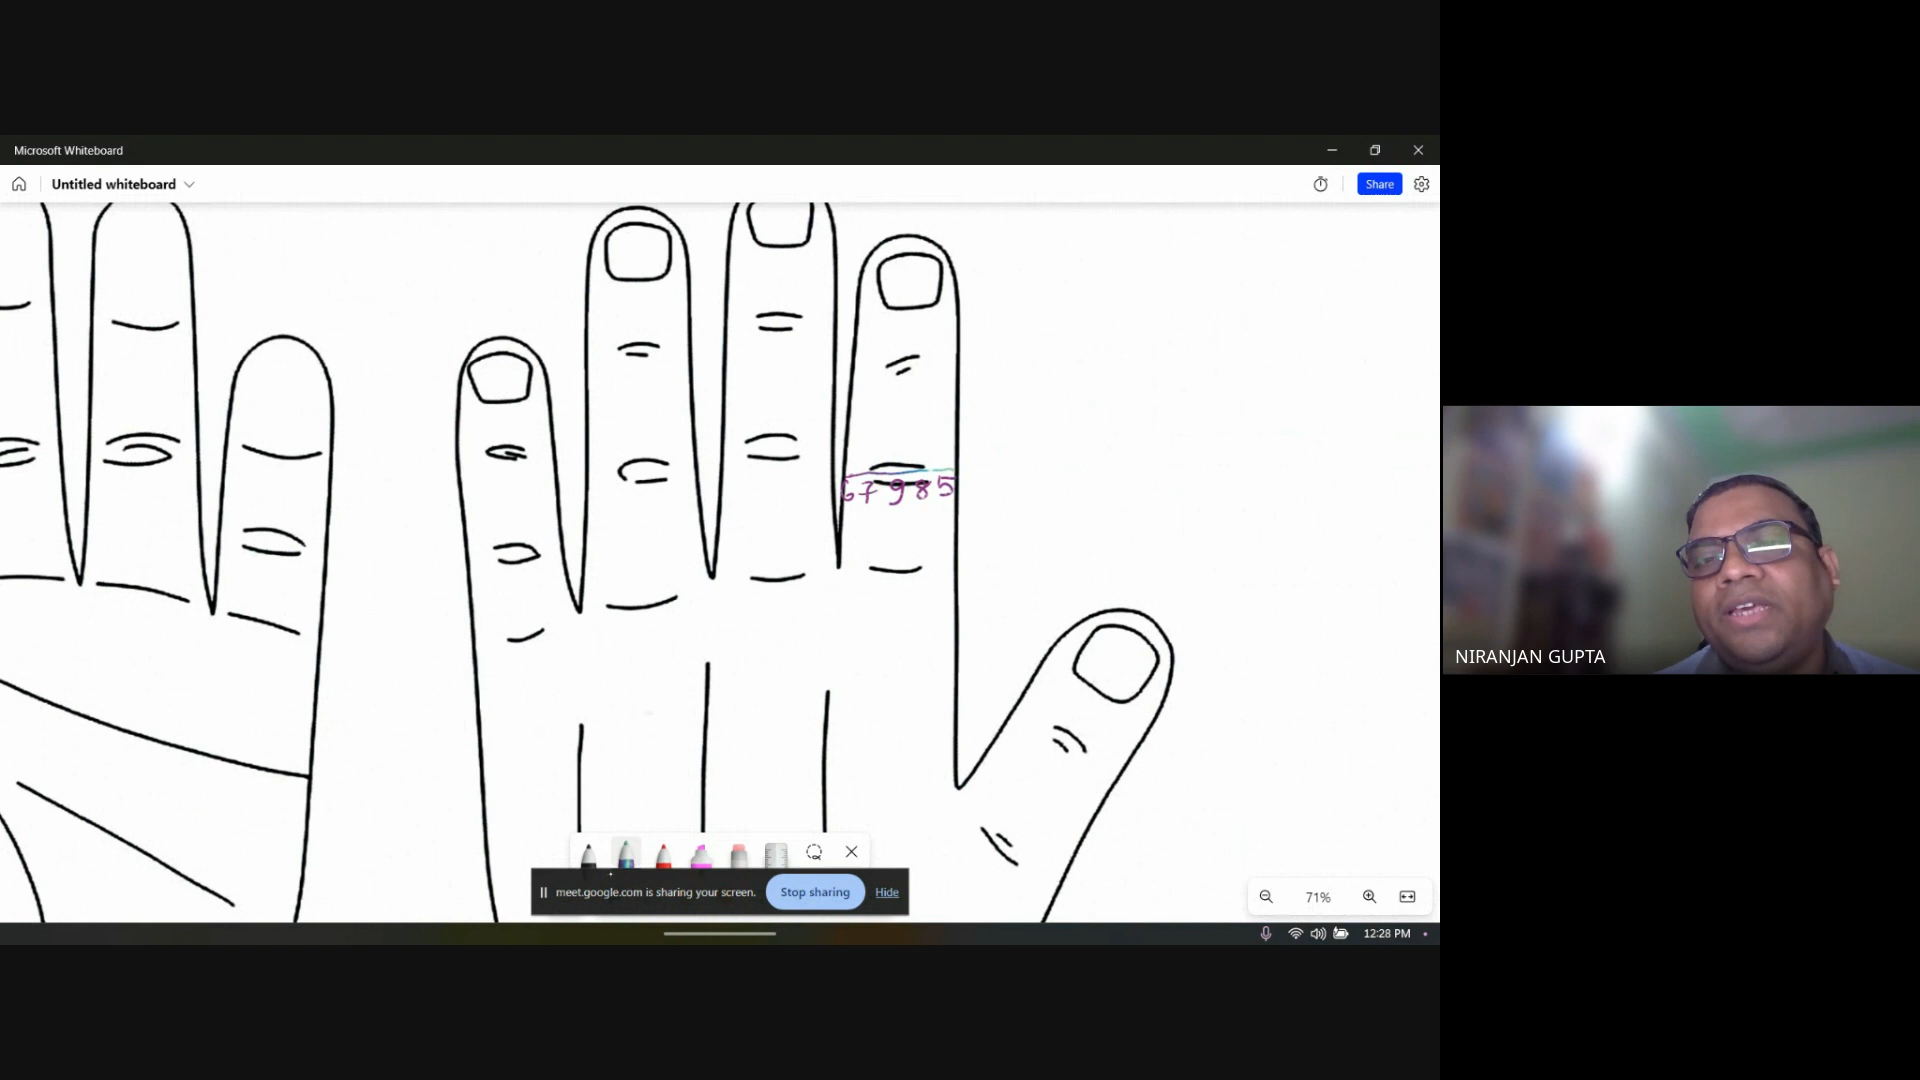 Microsoft Whiteboard
Untitled whiteboard
Share
67985
NIRANJAN GUPTA
meet.google.com is sharing your screen.
Stop sharing
Hide
71%
12:28 PM